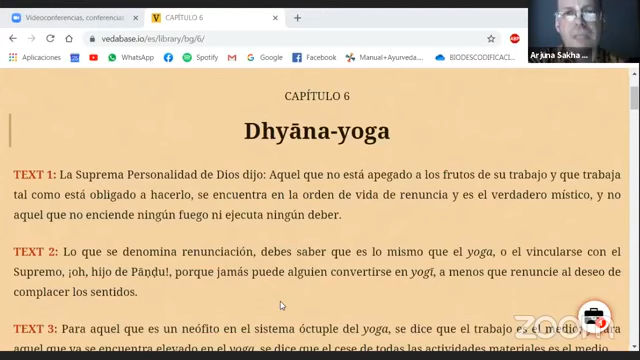 Videoconferencias, conferencias
CAPÍTULO 6
vedabase.io/es/library/bg/6/
ABP
Aplicaciones
WhatsApp
Spotify
Gmail
Google
Facebook
Manual+Ayurveda...
BIODESCODIFICACI...
Arjuna Sakha ...
CAPÍTULO 6
Dhyāna-yoga
TEXT 1: La Suprema Personalidad de Dios dijo: Aquel que no está apegado a los frutos de su trabajo y que trabaja
tal como está obligado a hacerlo, se encuentra en la orden de vida de renuncia y es el verdadero místico, y no
aquel que no enciende ningún fuego ni ejecuta ningún deber.
TEXT 2: Lo que se denomina renunciación, debes saber que es lo mismo que el yoga, o el vincularse con el
Supremo, ¡oh, hijo de Pāṇḍu!, porque jamás puede alguien convertirse en yogī, a menos que renuncie al deseo de
complacer los sentidos.
TEXT 3: Para aquel que es un neófito en el sistema óctuple del yoga, se dice que el trabajo es el medio; y para
aquel que ya se encuentra elevado en el yoga, se dice que el cese de todas las actividades materiales es el medio.
ZOOM